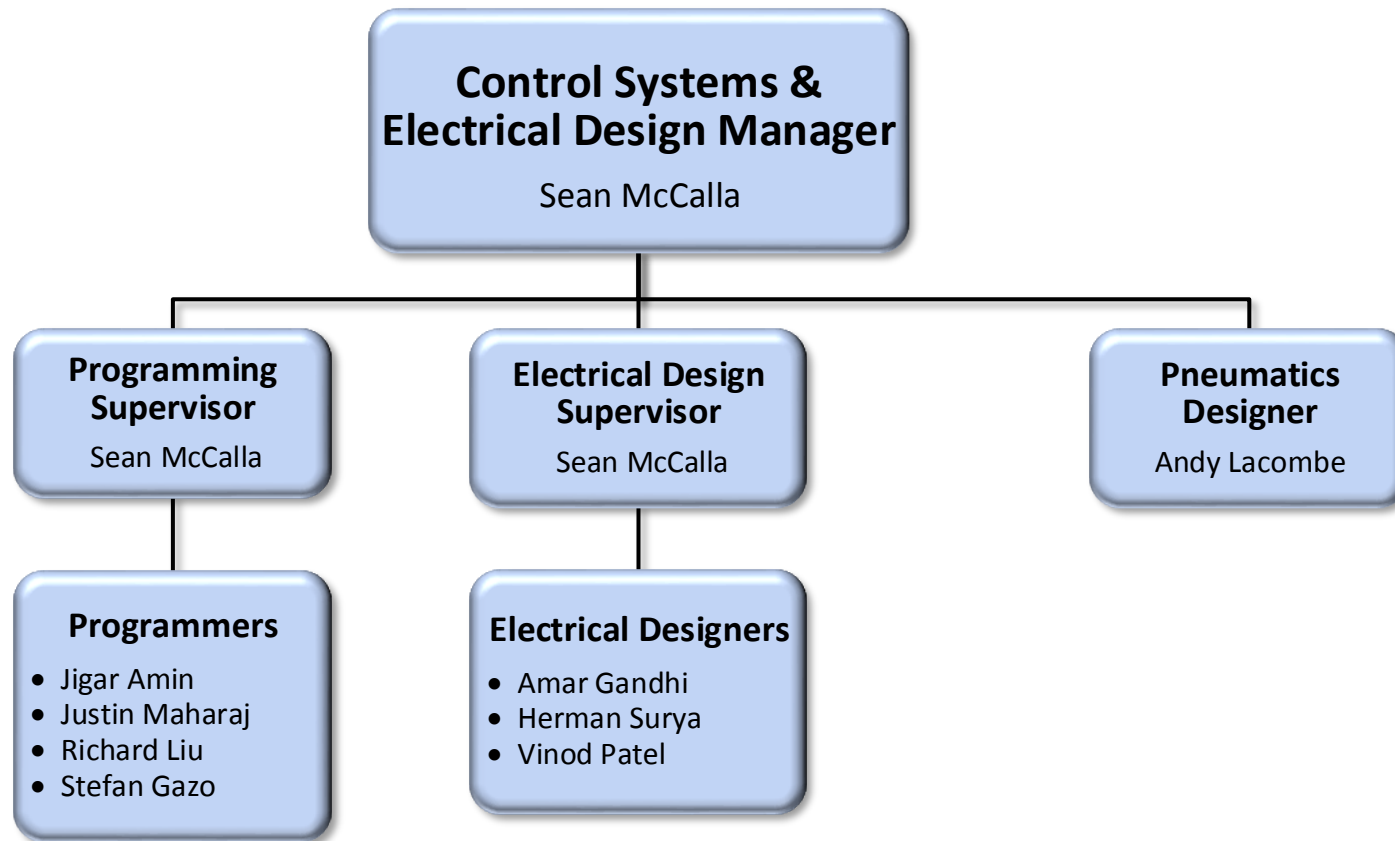 Control Systems &
Electrical Design Manager
Sean McCalla
Programming
Supervisor
Sean McCalla
Electrical Design
Supervisor
Sean McCalla
Pneumatics
Designer
Andy Lacombe
Programmers
• Jigar Amin
• Justin Maharaj
• Richard Liu
• Stefan Gazo
Electrical Designers
• Amar Gandhi
• Herman Surya
• Vinod Patel